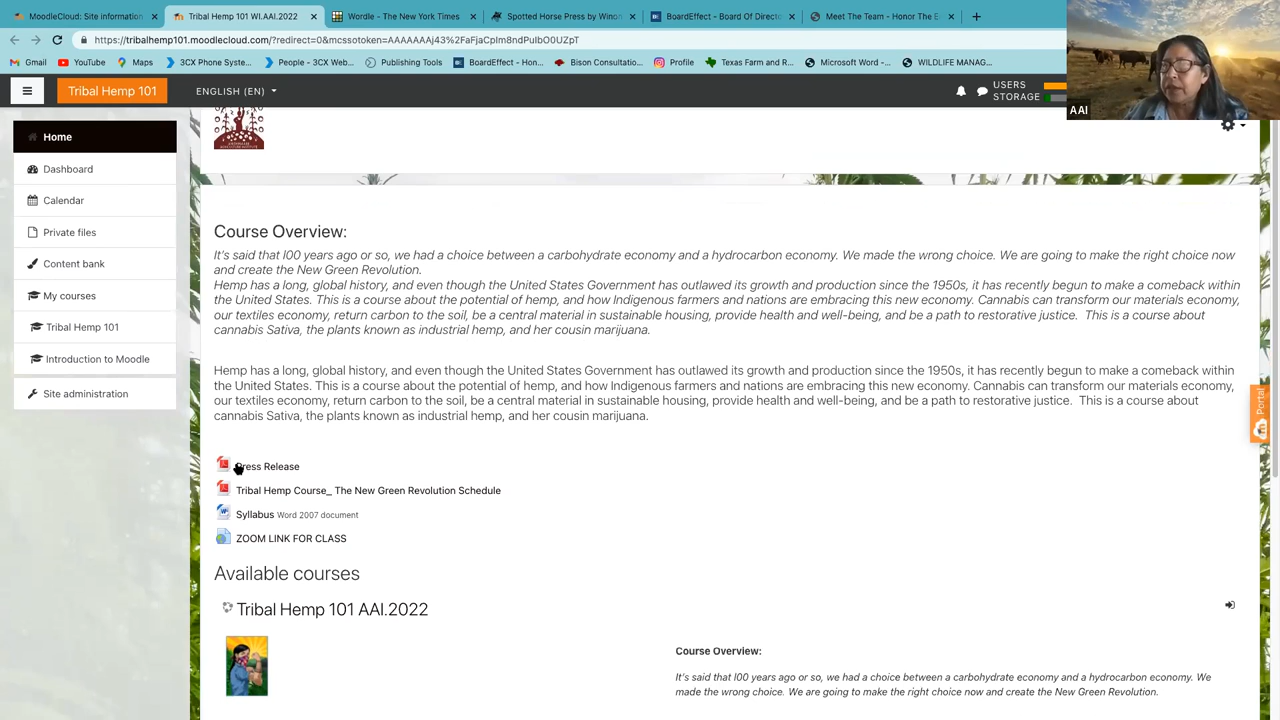 MoodleCloud: Site information
Tribal Hemp 101 WI.AAI.2022
Wordle - The New York Times
Spotted Horse Press by Winon
BoardEffect - Board Of Directo
Meet The Team - Honor The E
https://tribalhemp101.moodlecloud.com/?redirect=0&mcssotoken=AAAAAAAj43%2FaFjaCpIm8ndPuIbO0UZpT
Gmail
YouTube
Maps
3CX Phone Syste...
People - 3CX Web...
Publishing Tools
BoardEffect - Hon...
Bison Consultatio...
Profile
Texas Farm and R...
Microsoft Word -...
WILDLIFE MANAG...
Tribal Hemp 101
ENGLISH (EN)
USERS
STORAGE
AAI
Home
Dashboard
Calendar
Private files
Content bank
My courses
Tribal Hemp 101
Introduction to Moodle
Site administration
Course Overview:
It's said that l00 years ago or so, we had a choice between a carbohydrate economy and a hydrocarbon economy. We made the wrong choice. We are going to make the right choice now
and create the New Green Revolution.
Hemp has a long, global history, and even though the United States Government has outlawed its growth and production since the 1950s, it has recently begun to make a comeback within
the United States. This is a course about the potential of hemp, and how Indigenous farmers and nations are embracing this new economy. Cannabis can transform our materials economy,
our textiles economy, return carbon to the soil, be a central material in sustainable housing, provide health and well-being, and be a path to restorative justice. This is a course about
cannabis Sativa, the plants known as industrial hemp, and her cousin marijuana.
Hemp has a long, global history, and even though the United States Government has outlawed its growth and production since the 1950s, it has recently begun to make a comeback within
the United States. This is a course about the potential of hemp, and how Indigenous farmers and nations are embracing this new economy. Cannabis can transform our materials economy,
our textiles economy, return carbon to the soil, be a central material in sustainable housing, provide health and well-being, and be a path to restorative justice. This is a course about
cannabis Sativa, the plants known as industrial hemp, and her cousin marijuana.
Press Release
Tribal Hemp Course_ The New Green Revolution Schedule
Syllabus Word 2007 document
ZOOM LINK FOR CLASS
Available courses
Tribal Hemp 101 AAI.2022
Course Overview:
It's said that l00 years ago or so, we had a choice between a carbohydrate economy and a hydrocarbon economy. We
made the wrong choice. We are going to make the right choice now and create the New Green Revolution.
Portal